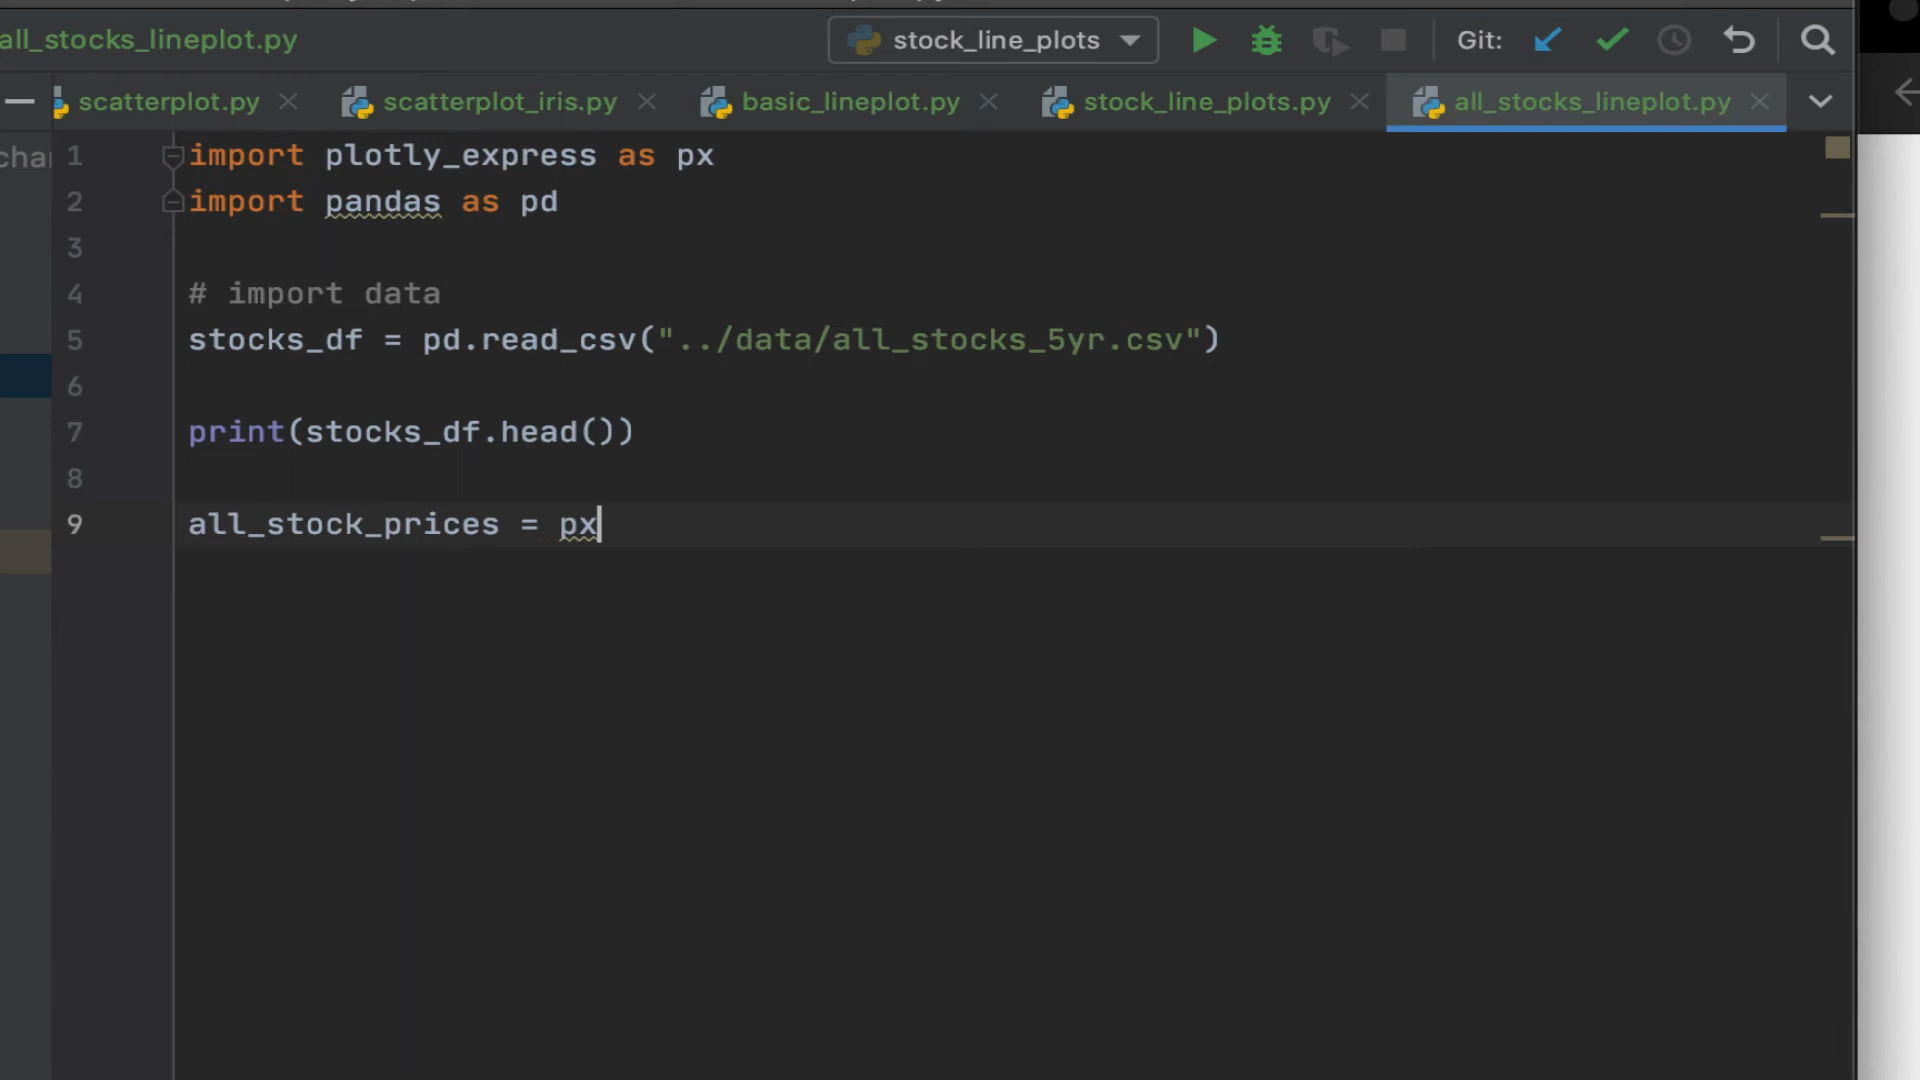 all_stocks_lineplot.py
stock_line_plots
Git:
scatterplot.py
scatterplot_iris.py
basic_lineplot.py
stock_line_plots.py
all_stocks_lineplot.py
1 import plotly_express as px
2 import pandas as pd
3
4 # import data
5 stocks_df = pd.read_csv("../data/all_stocks_5yr.csv")
6
7 print(stocks_df.head())
8
9 all_stock_prices = px